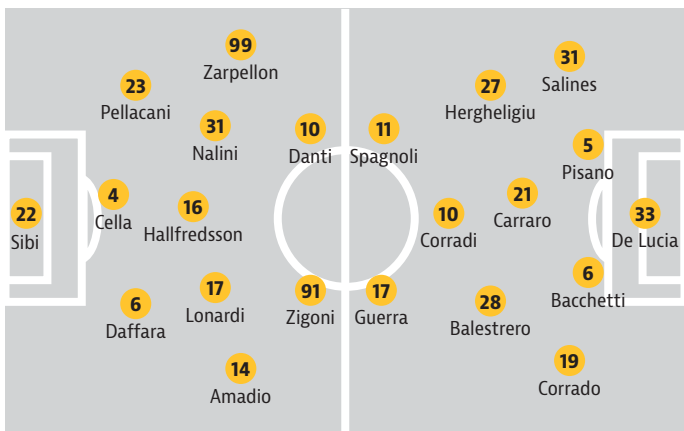 99
Zarpellon
23
Pellacani
31
Nalini
10
Danti
4
Cella
16
Hallfredsson
22
Sibi
6
Daffara
17
Lonardi
91
Zigoni
14
Amadio
31
Salines
27
Hergheligiu
11
Spagnoli
5
Pisano
21
Carraro
10
Corradi
33
De Lucia
6
Bacchetti
17
Guerra
28
Balestrero
19
Corrado